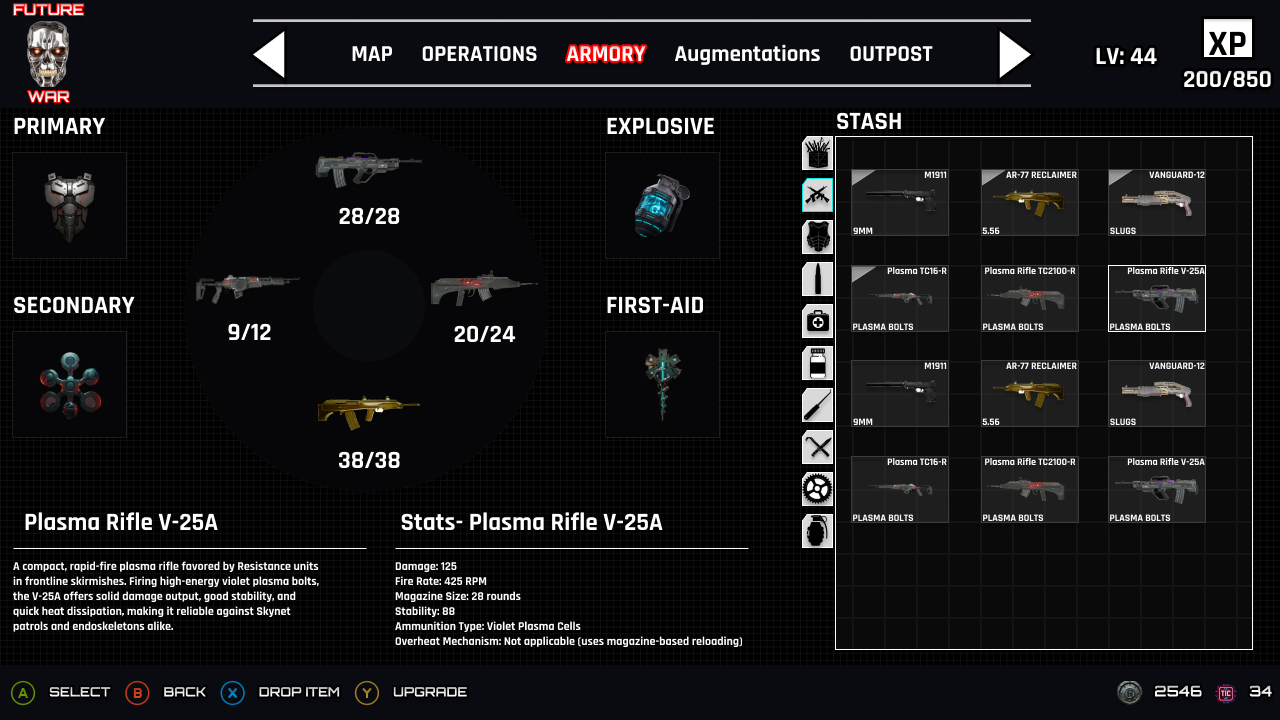 FUTURE
WAR
MAP OPERATIONS ARMORY Augmentations OUTPOST
LV: 44
XP
200/850
PRIMARY
SECONDARY
28/28
9/12
20/24
38/38
EXPLOSIVE
FIRST-AID
STASH
M1911
9MM
AR-77 RECLAIMER
5.56
VANGUARD-12
SLUGS
Plasma TC16-R
PLASMA BOLTS
Plasma Rifle TC2100-R
PLASMA BOLTS
Plasma Rifle V-25A
PLASMA BOLTS
M1911
9MM
AR-77 RECLAIMER
5.56
VANGUARD-12
SLUGS
Plasma TC16-R
PLASMA BOLTS
Plasma Rifle TC2100-R
PLASMA BOLTS
Plasma Rifle V-25A
PLASMA BOLTS
Plasma Rifle V-25A
A compact, rapid-fire plasma rifle favored by Resistance units
in frontline skirmishes. Firing high-energy violet plasma bolts,
the V-25A offers solid damage output, good stability, and
quick heat dissipation, making it reliable against Skynet
patrols and endoskeletons alike.
Stats- Plasma Rifle V-25A
Damage: 125
Fire Rate: 425 RPM
Magazine Size: 28 rounds
Stability: 88
Ammunition Type: Violet Plasma Cells
Overheat Mechanism: Not applicable (uses magazine-based reloading)
A SELECT B BACK X DROP ITEM Y UPGRADE
2546 TIC 34